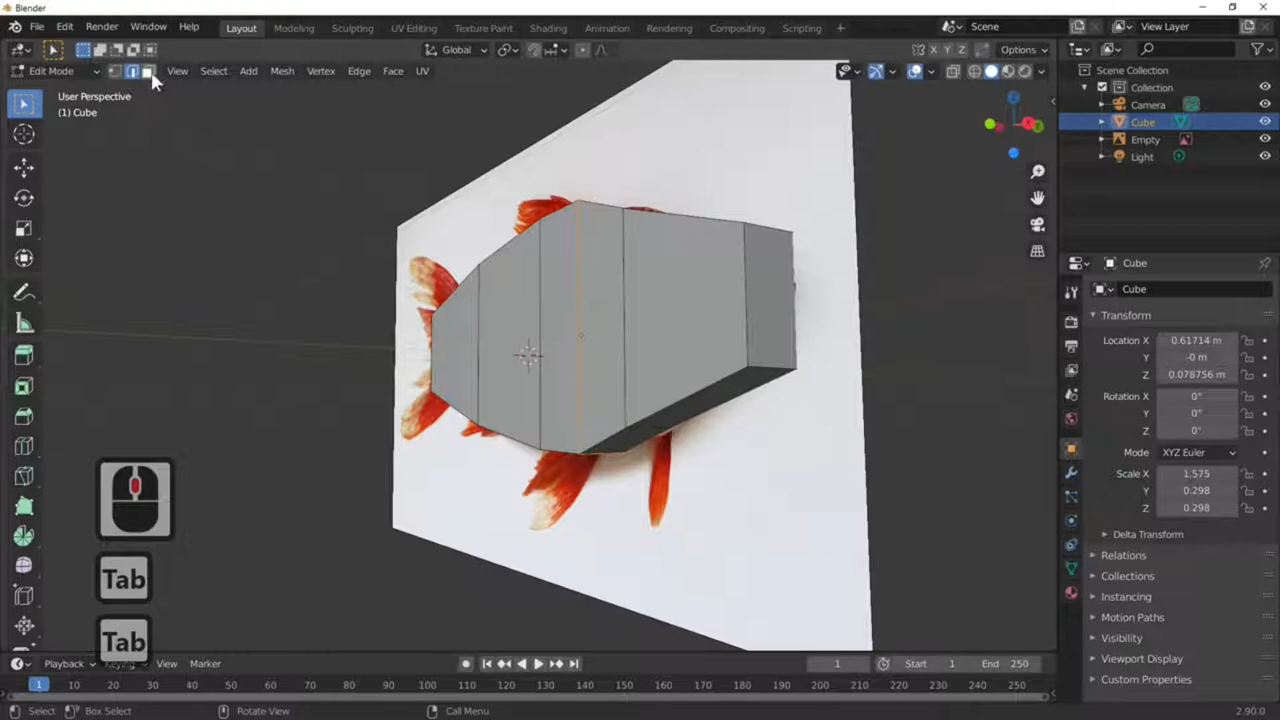 Blender
File Edit Render Window Help
Layout Modeling Sculpting UV Editing Texture Paint Shading Animation Rendering Compositing Scripting +
Scene
View Layer
Global
X Y Z
Options
Edit Mode
View Select Add Mesh Vertex Edge Face UV
User Perspective
(1) Cube
Scene Collection
Collection
Camera
Cube
Empty
Light
Cube
Cube
Transform
Location X 0.61714 m
Y -0 m
Z 0.078756 m
Rotation X 0°
Y 0°
Z 0°
Mode XYZ Euler
Scale X 1.575
Y 0.298
Z 0.298
Delta Transform
Relations
Collections
Instancing
Motion Paths
Visibility
Viewport Display
Custom Properties
Tab
Tab
Playback Keying View Marker
1 Start 1 End 250
1 10 20 30 40 50 60 70 80 90 100 110 120 130 140 150 160 170 180 190 200 210 220 230 240 250
Select Box Select Rotate View Call Menu
2.90.0